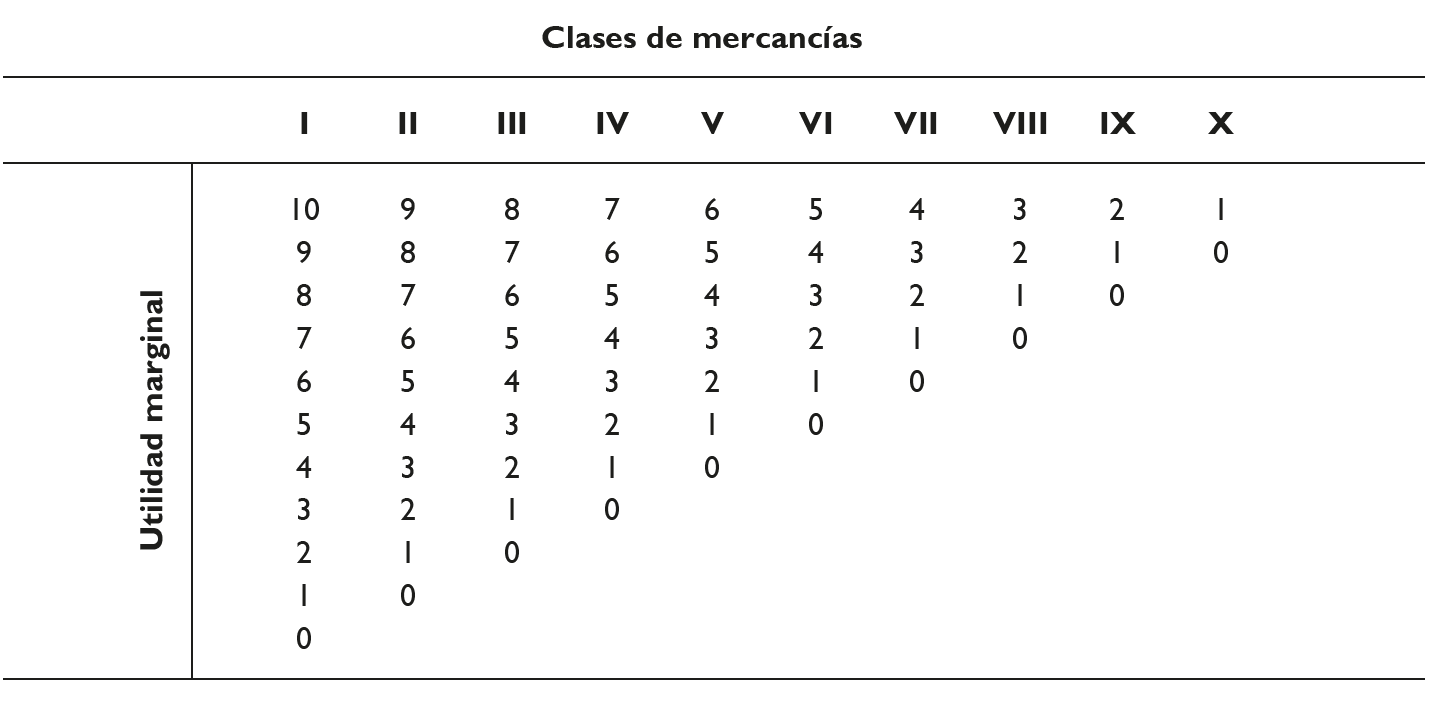 Clases de mercancías
I II III IV V VI VII VIII IX X
Utilidad marginal
10 9 8 7 6 5 4 3 2 1
9 8 7 6 5 4 3 2 1 0
8 7 6 5 4 3 2 1 0
7 6 5 4 3 2 1 0
6 5 4 3 2 1 0
5 4 3 2 1 0
4 3 2 1 0
3 2 1 0
2 1 0
1 0
0